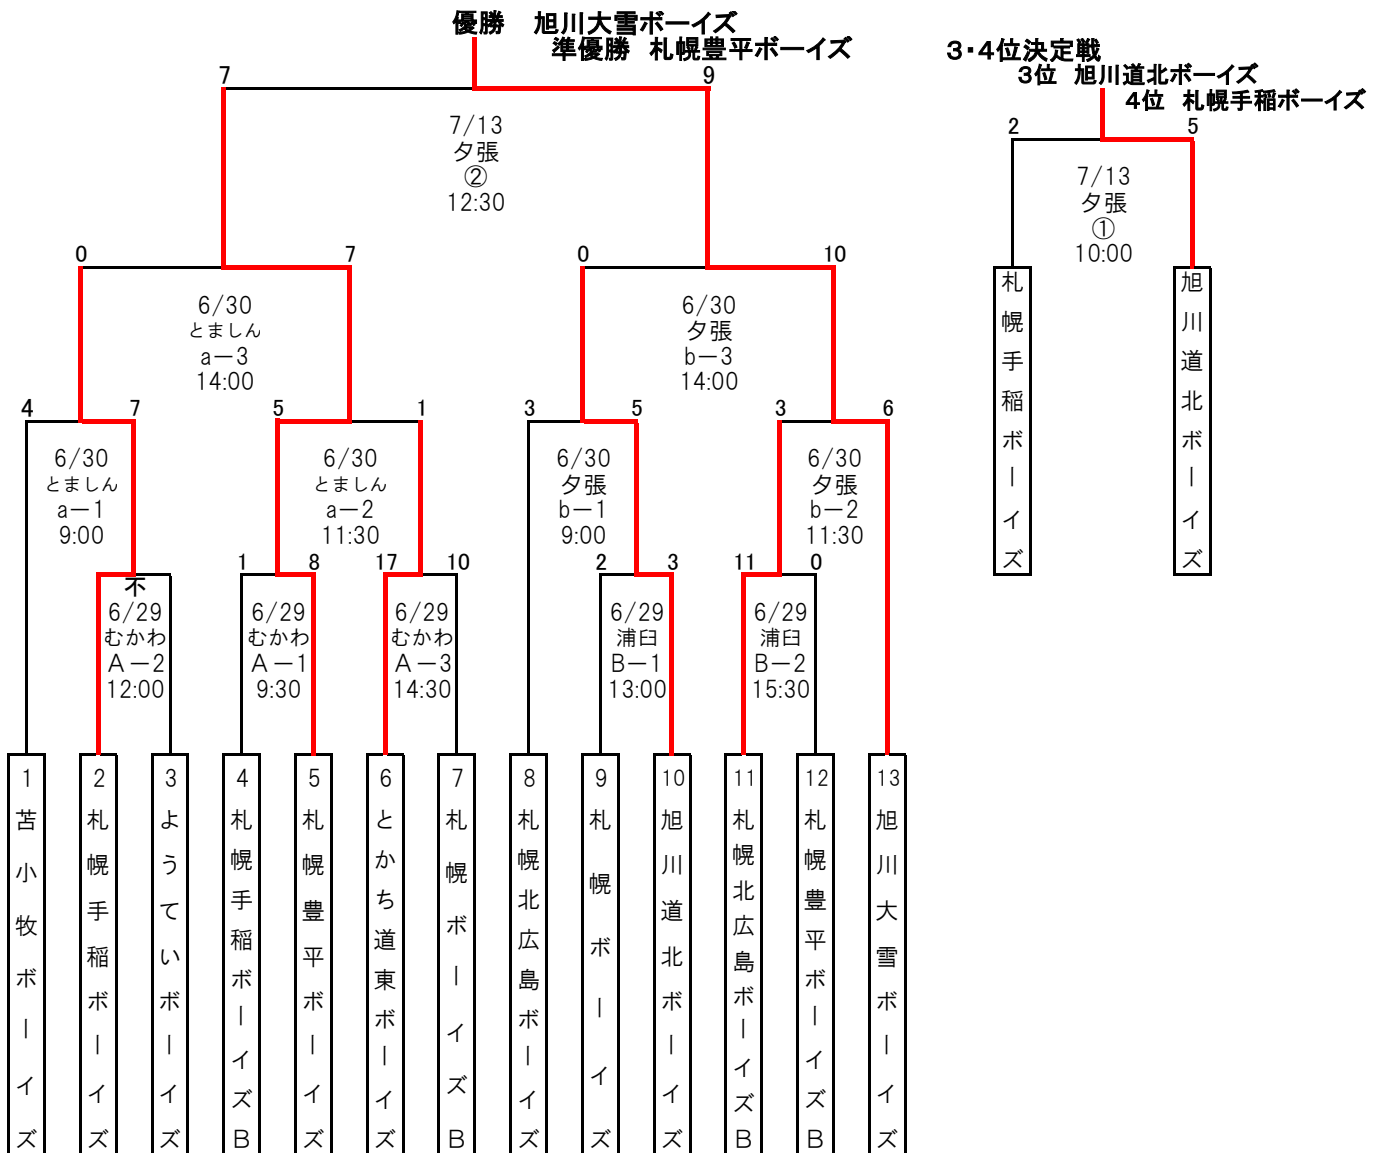 優勝　旭川大雪ボーイズ
準優勝　札幌豊平ボーイズ
7
9
7/13
夕張
②
12:30
0
7
0
10
6/30
とましん
a－3
14:00
6/30
夕張
b－3
14:00
4
7
5
1
3
5
3
6
6/30
とましん
a－1
9:00
6/30
とましん
a－2
11:30
6/30
夕張
b－1
9:00
6/30
夕張
b－2
11:30
不
1
8
17
10
2
3
11
0
6/29
むかわ
A－2
12:00
6/29
むかわ
A－1
9:30
6/29
むかわ
A－3
14:30
6/29
浦臼
B－1
13:00
6/29
浦臼
B－2
15:30
1
苫小牧ボーイズ
2
札幌手稲ボーイズ
3
ようていボーイズ
4
札幌手稲ボーイズB
5
札幌豊平ボーイズ
6
とかち道東ボーイズ
7
札幌ボーイズB
8
札幌北広島ボーイズ
9
札幌ボーイズ
10
旭川道北ボーイズ
11
札幌北広島ボーイズB
12
札幌豊平ボーイズB
13
旭川大雪ボーイズ
3・4位決定戦
3位　旭川道北ボーイズ
4位　札幌手稲ボーイズ
2
5
7/13
夕張
①
10:00
札幌手稲ボーイズ
旭川道北ボーイズ